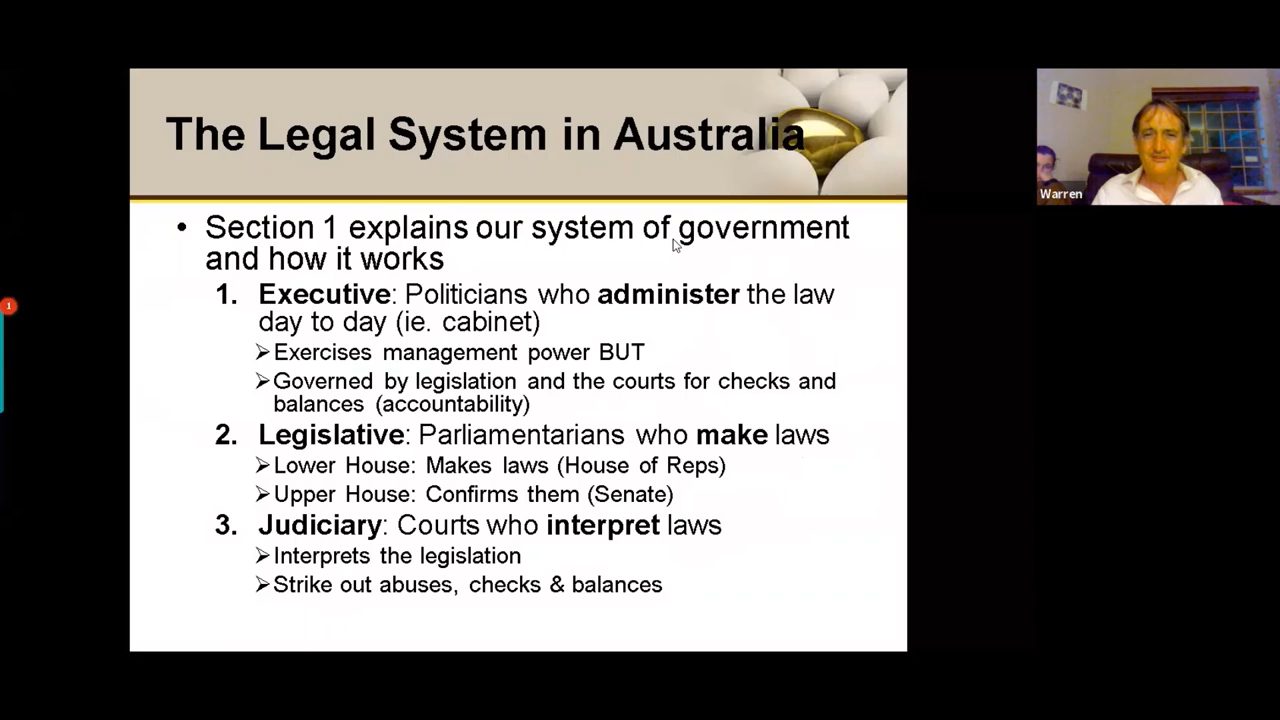 The Legal System in Australia
• Section 1 explains our system of government
and how it works
1. Executive: Politicians who administer the law
day to day (ie. cabinet)
➢Exercises management power BUT
➢Governed by legislation and the courts for checks and
balances (accountability)
2. Legislative: Parliamentarians who make laws
➢Lower House: Makes laws (House of Reps)
➢Upper House: Confirms them (Senate)
3. Judiciary: Courts who interpret laws
➢Interprets the legislation
➢Strike out abuses, checks & balances
Warren
1